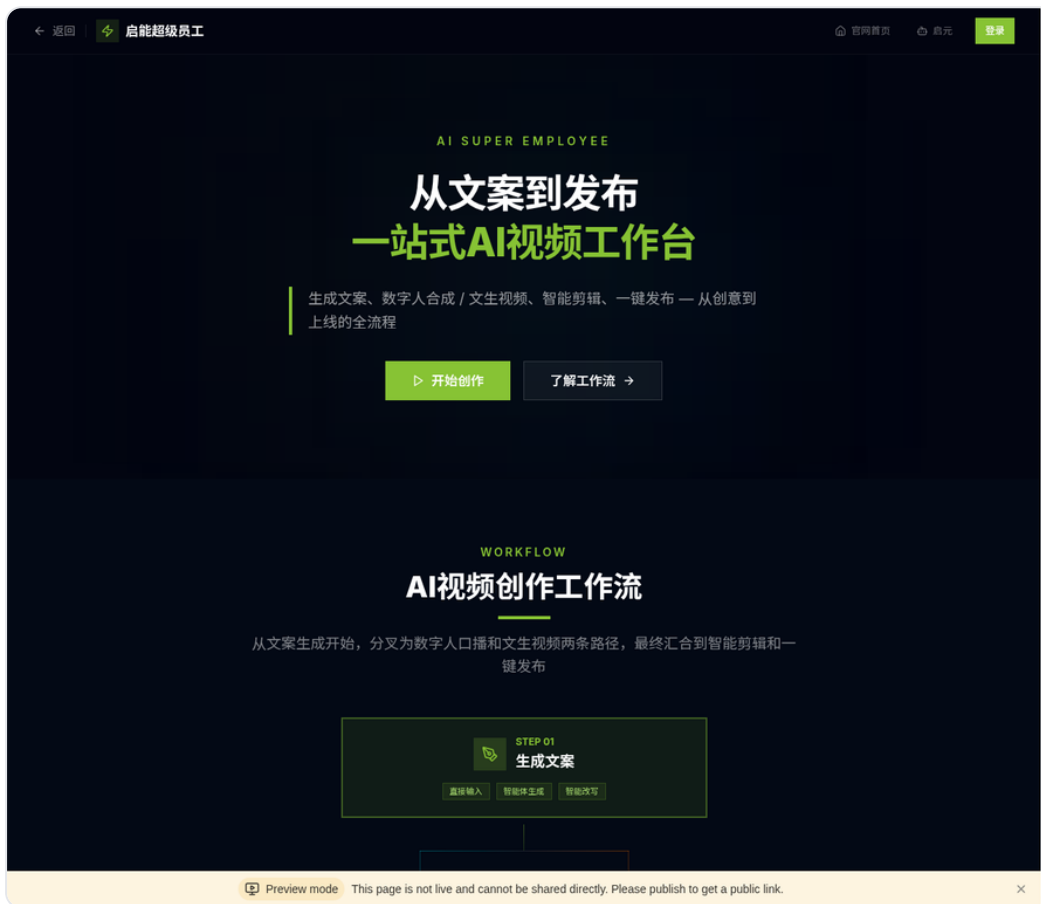 返回
启能超级员工
官网首页
启元
登录
AI SUPER EMPLOYEE
从文案到发布
一站式AI视频工作台
生成文案、数字人合成 / 文生视频、智能剪辑、一键发布 — 从创意到
上线的全流程
开始创作
了解工作流
WORKFLOW
AI视频创作工作流
从文案生成开始，分叉为数字人口播和文生视频两条路径，最终汇合到智能剪辑和一
键发布
STEP 01
生成文案
直接输入
智能体生成
智能改写
Preview mode
This page is not live and cannot be shared directly. Please publish to get a public link.